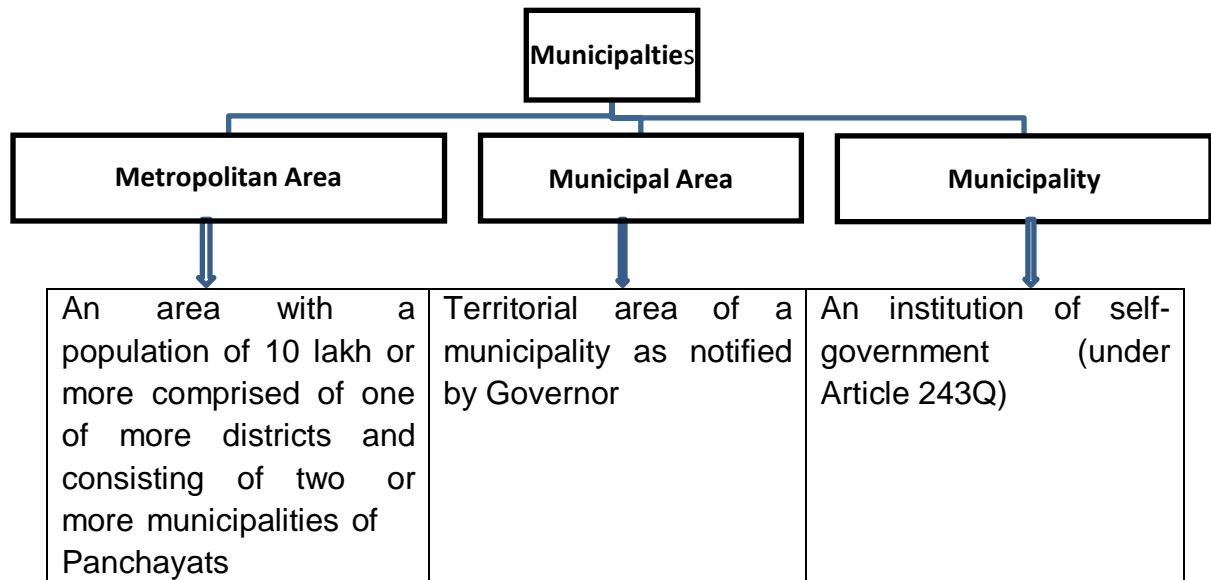 Municipalties
Metropolitan Area
Municipal Area
Municipality
An area with a
population of 10 lakh or
more comprised of one
of more districts and
consisting of two or
more municipalities of
Panchayats
Territorial area of a
municipality as notified
by Governor
An institution of self-
government (under
Article 243Q)